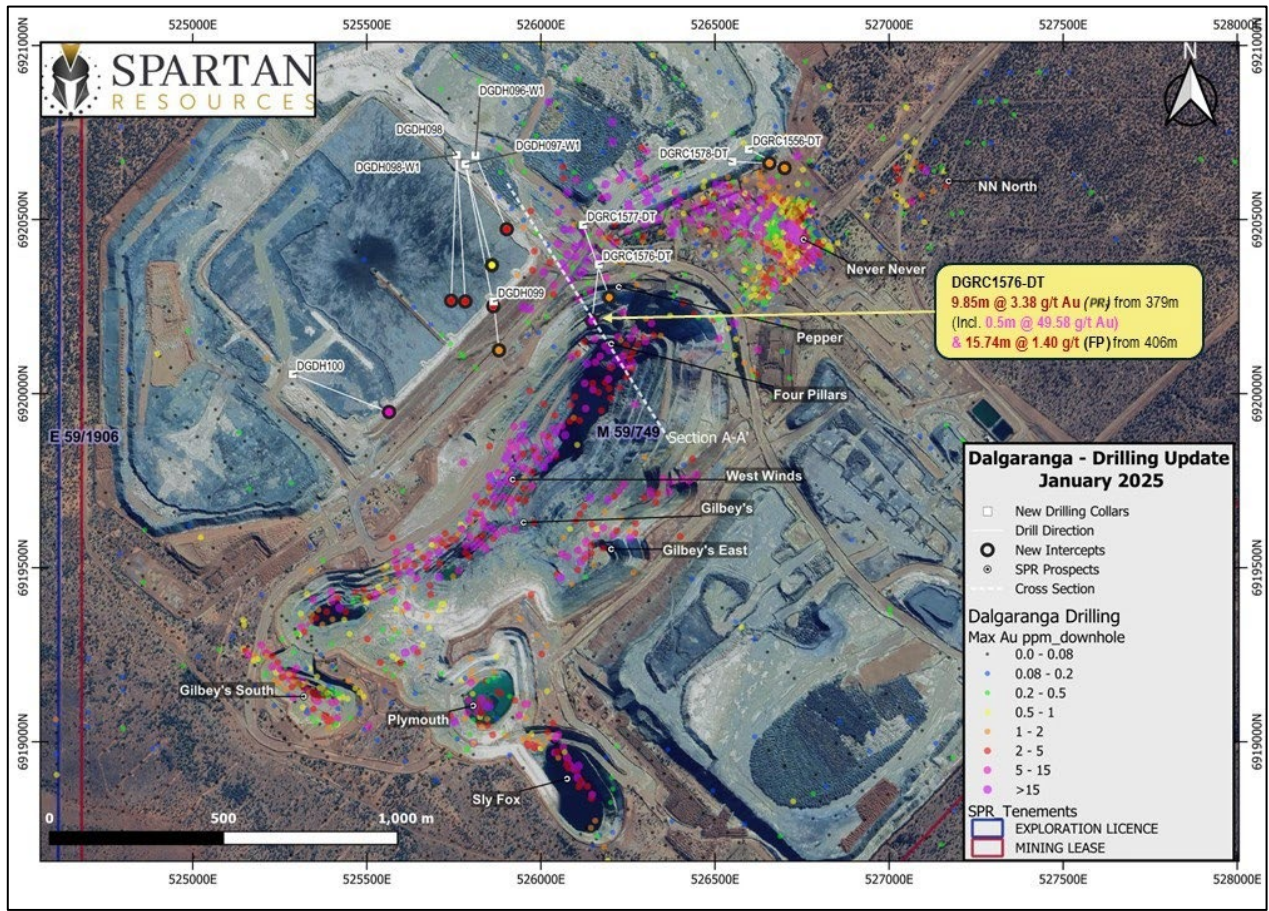 525000E 525500E 526000E 526500E 527000E 527500E 528000E
6921000N
6921000N
SPARTAN
RESOURCES
N
DGDH096-W1
DGDH098
DGDH097-W1
DGDH098-W1
DGRC1556-DT
DGRC1578-DT
NN North
6920500N
6920500N
DGRC1577-DT
DGRC1576-DT
Never Never
DGDH099
DGRC1576-DT
9.85m @ 3.38 g/t Au (PR) from 379m
(Incl. 0.5m @ 49.58 g/t Au)
& 15.74m @ 1.40 g/t (FP) from 406m
Pepper
DGDH100
Four Pillars
6920000N
6920000N
E 59/1906
M 59/749
Section A-A'
West Winds
Gilbey's
Gilbey's East
6919500N
6919500N
Gilbey's South
Plymouth
6919000N
6919000N
Sly Fox
0 500 1,000 m
Dalgaranga - Drilling Update
January 2025
New Drilling Collars
Drill Direction
New Intercepts
SPR Prospects
Cross Section
Dalgaranga Drilling
Max Au ppm_downhole
0.0 - 0.08
0.08 - 0.2
0.2 - 0.5
0.5 - 1
1 - 2
2 - 5
5 - 15
>15
SPR_Tenements
EXPLORATION LICENCE
MINING LEASE
525000E 525500E 526000E 526500E 527000E 527500E 528000E